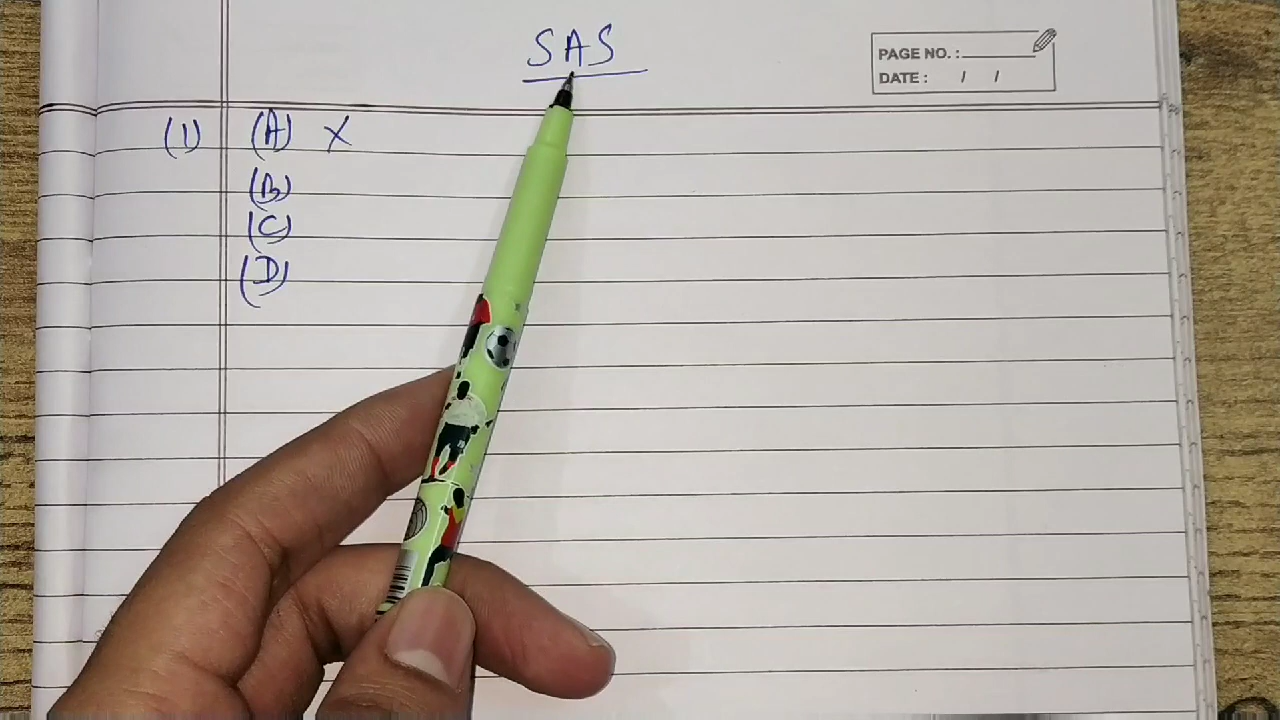 SAS
PAGE NO. :
DATE : / /
(1) (A) X
(B)
(C)
(D)